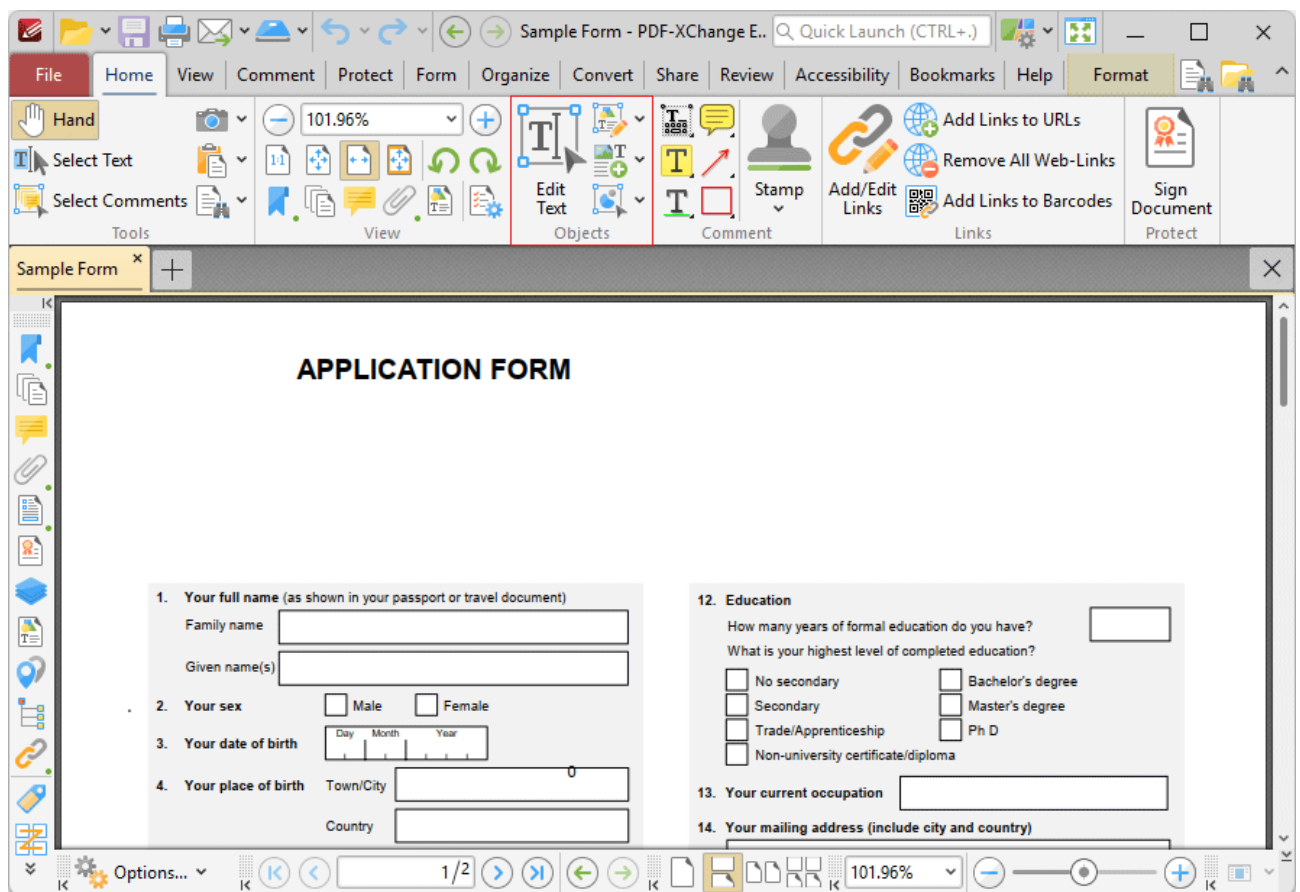 Sample Form - PDF-XChange E.. Quick Launch (CTRL+.)
File Home View Comment Protect Form Organize Convert Share Review Accessibility Bookmarks Help Format
Hand 101.96% Add Links to URLs
1:1
Select Text Remove All Web-Links
Select Comments Edit Text Stamp Add/Edit Links Add Links to Barcodes Sign Document
Tools View Objects Comment Links Protect
Sample Form
APPLICATION FORM
1. Your full name (as shown in your passport or travel document)
Family name
Given name(s)
2. Your sex Male Female
Day Month Year
3. Your date of birth
0
4. Your place of birth Town/City
Country
12. Education
How many years of formal education do you have?
What is your highest level of completed education?
No secondary Bachelor's degree
Secondary Master's degree
Trade/Apprenticeship Ph D
Non-university certificate/diploma
13. Your current occupation
14. Your mailing address (include city and country)
Options... 1/2 101.96%